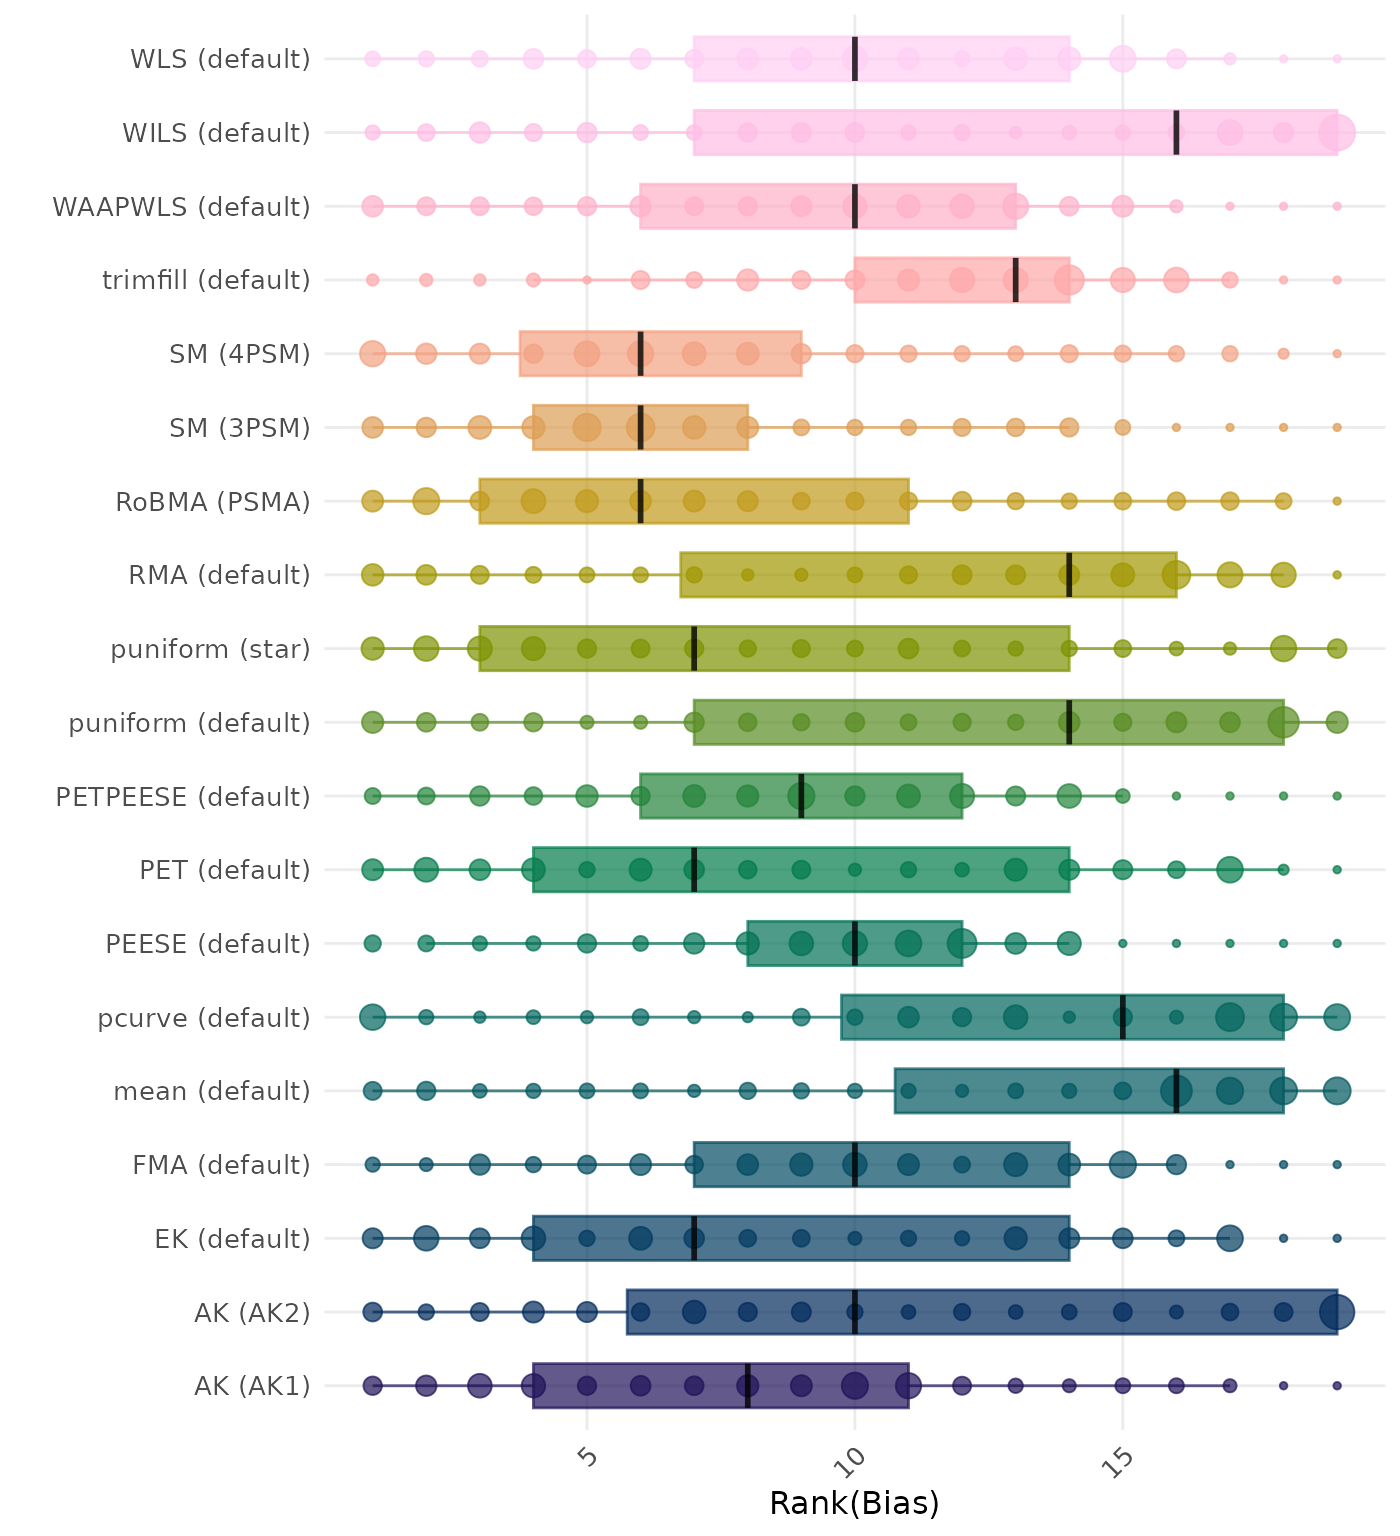 WLS (default)
WILS (default)
WAAPWLS (default)
trimfill (default)
SM (4PSM)
SM (3PSM)
RoBMA (PSMA)
RMA (default)
puniform (star)
puniform (default)
PETPEESE (default)
PET (default)
PEESE (default)
pcurve (default)
mean (default)
FMA (default)
EK (default)
AK (AK2)
AK (AK1)
5
10
15
Rank(Bias)